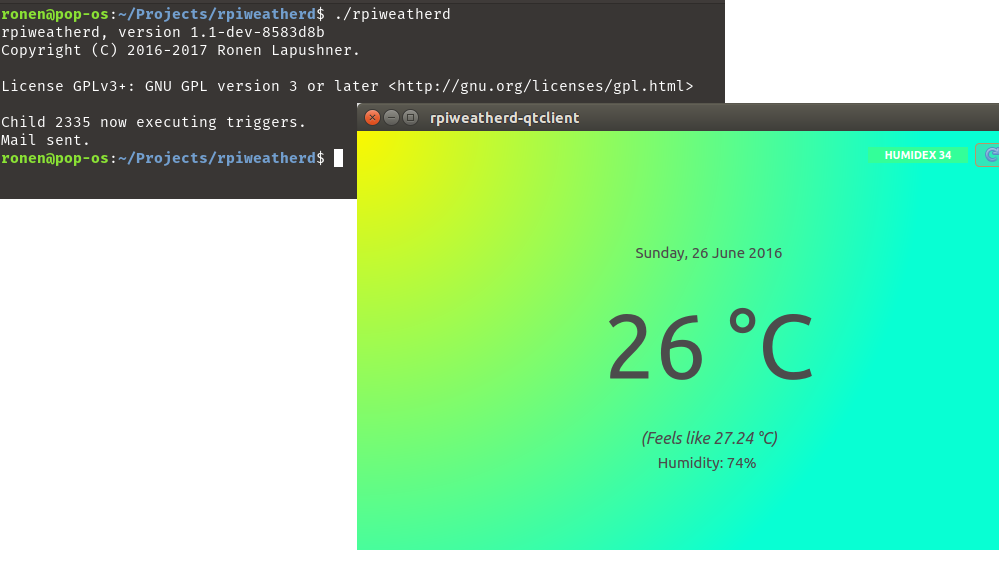 ronen@pop-os:~/Projects/rpiweatherd$ ./rpiweatherd
rpiweatherd, version 1.1-dev-8583d8b
Copyright (C) 2016-2017 Ronen Lapushner.
License GPLv3+: GNU GPL version 3 or later <http://gnu.org/licenses/gpl.html>
Child 2335 now executing triggers.
Mail sent.
ronen@pop-os:~/Projects/rpiweatherd$
rpiweatherd-qtclient
HUMIDEX 34
Sunday, 26 June 2016
26 °C
(Feels like 27.24 °C)
Humidity: 74%